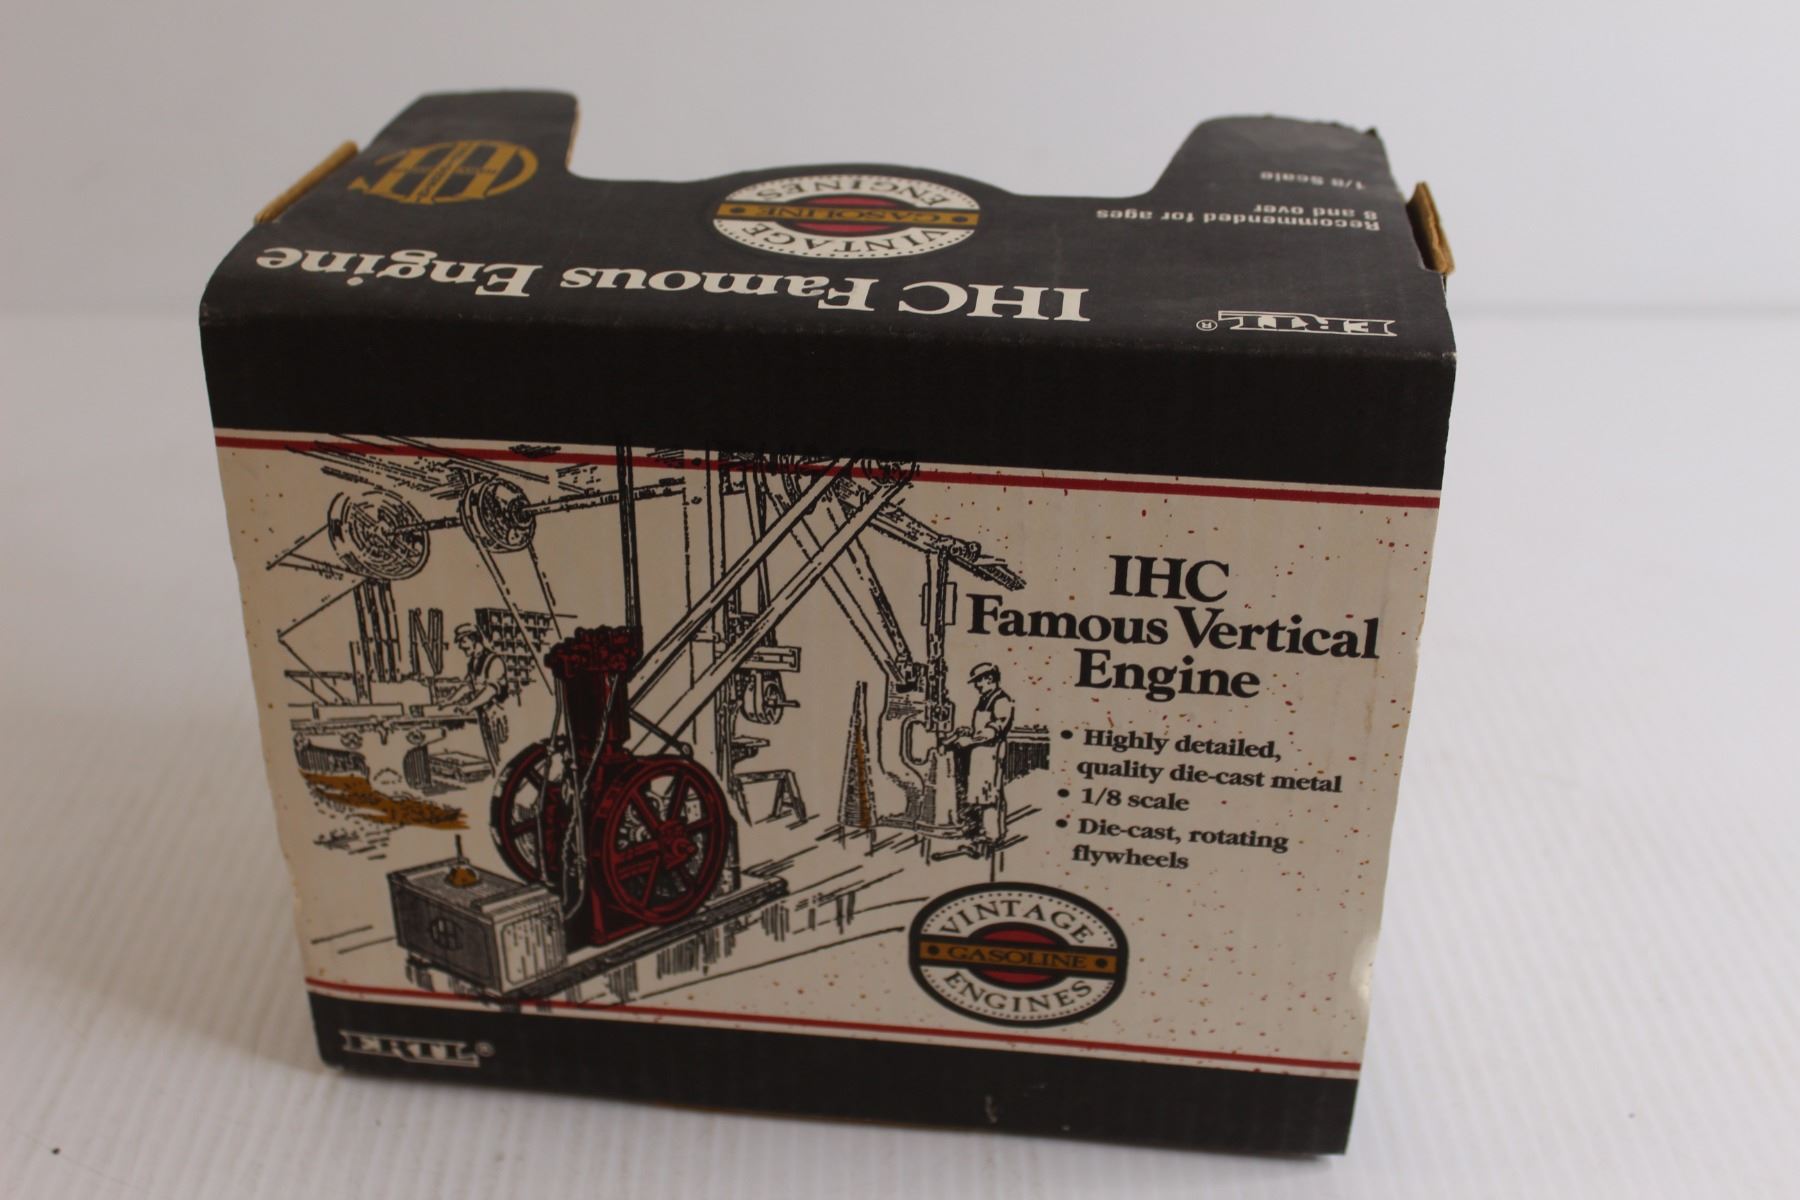 IHC Famous Engine
VINTAGE
GASOLINE
ENGINES
Recommended for ages
8 and over
1/8 Scale
ERTL®
IHC
Famous Vertical
Engine
• Highly detailed,
quality die-cast metal
• 1/8 scale
• Die-cast, rotating
flywheels
VINTAGE
• GASOLINE •
ENGINES
ERTL®